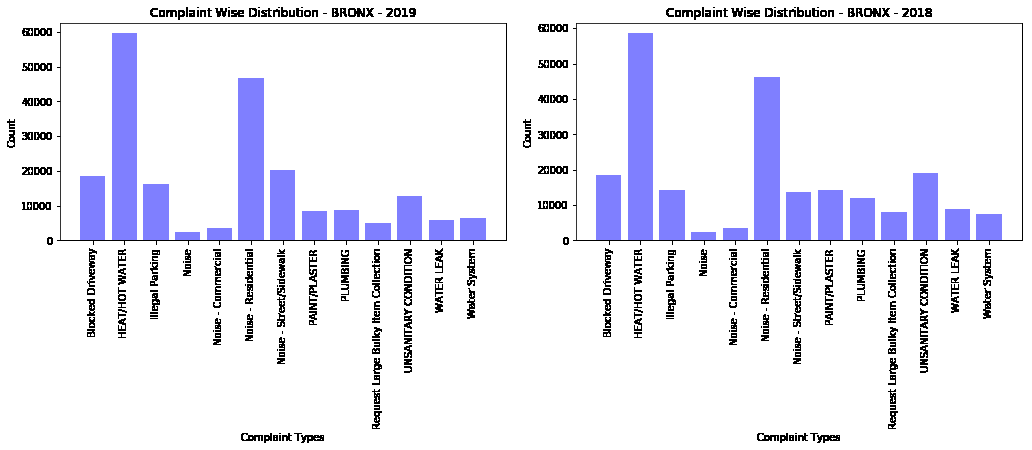 Complaint Wise Distribution - BRONX - 2019
60000
50000
40000
30000
20000
10000
0
Count
Blocked Driveway
HEAT/HOT WATER
Illegal Parking
Noise
Noise - Commercial
Noise - Residential
Noise - Street/Sidewalk
PAINT/PLASTER
PLUMBING
Request Large Bulky Item Collection
UNSANITARY CONDITION
WATER LEAK
Water System
Complaint Types
Complaint Wise Distribution - BRONX - 2018
60000
50000
40000
30000
20000
10000
0
Count
Blocked Driveway
HEAT/HOT WATER
Illegal Parking
Noise
Noise - Commercial
Noise - Residential
Noise - Street/Sidewalk
PAINT/PLASTER
PLUMBING
Request Large Bulky Item Collection
UNSANITARY CONDITION
WATER LEAK
Water System
Complaint Types